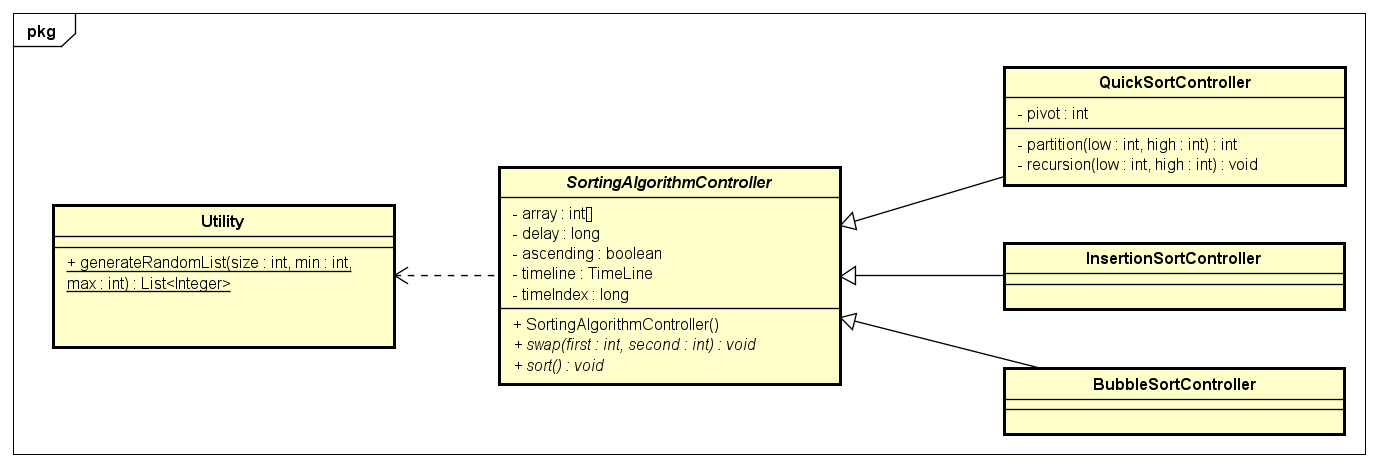 pkg
Utility
+ generateRandomList(size : int, min : int,
max : int) : List<Integer>
SortingAlgorithmController
- array : int[]
- delay : long
- ascending : boolean
- timeline : TimeLine
- timeIndex : long
+ SortingAlgorithmController()
+ swap(first : int, second : int) : void
+ sort() : void
QuickSortController
- pivot : int
- partition(low : int, high : int) : int
- recursion(low : int, high : int) : void
InsertionSortController
BubbleSortController